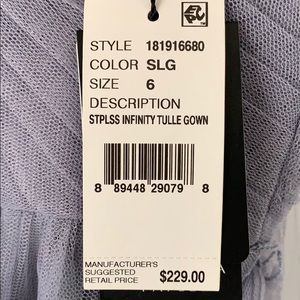 STYLE 181916680
COLOR SLG
SIZE 6
DESCRIPTION
STPLSS INFINITY TULLE GOWN
8 89448 29079 8
MANUFACTURER'S
SUGGESTED
RETAIL PRICE $229.00